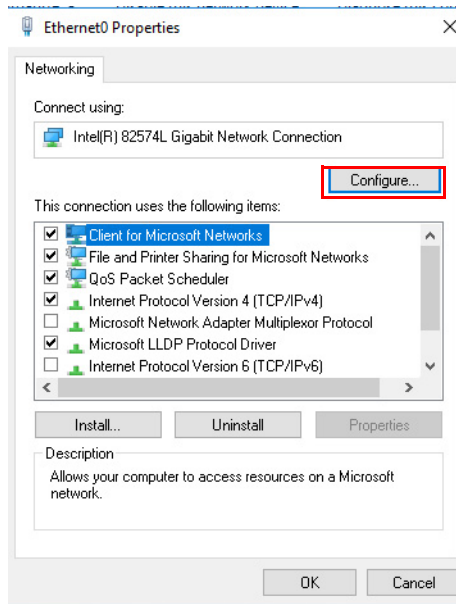 Ethernet0 Properties
Networking
Connect using:
Intel(R) 82574L Gigabit Network Connection
Configure...
This connection uses the following items:
Client for Microsoft Networks
File and Printer Sharing for Microsoft Networks
QoS Packet Scheduler
Internet Protocol Version 4 (TCP/IPv4)
Microsoft Network Adapter Multiplexor Protocol
Microsoft LLDP Protocol Driver
Internet Protocol Version 6 (TCP/IPv6)
Install... Uninstall Properties
Description
Allows your computer to access resources on a Microsoft
network.
OK Cancel